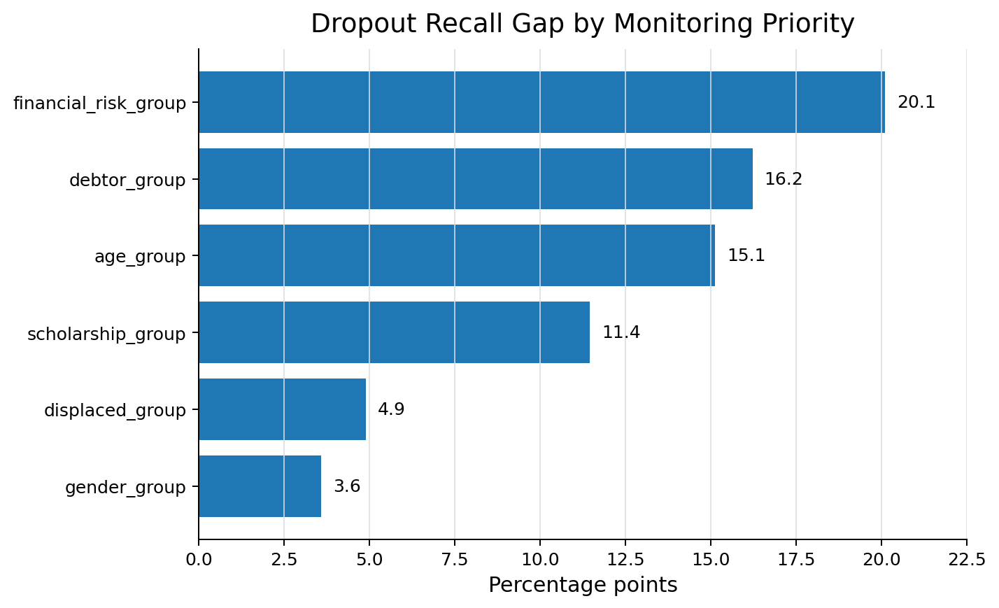 Dropout Recall Gap by Monitoring Priority
financial_risk_group 20.1
debtor_group 16.2
age_group 15.1
scholarship_group 11.4
displaced_group 4.9
gender_group 3.6
0.0 2.5 5.0 7.5 10.0 12.5 15.0 17.5 20.0 22.5
Percentage points